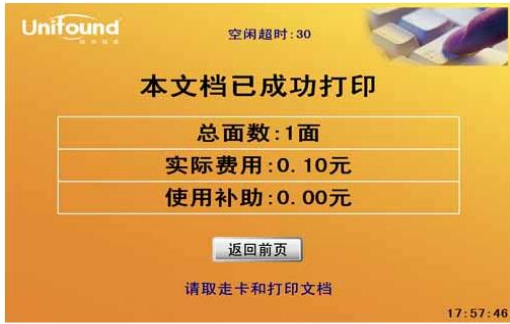 Unifound
空闲超时:30
本文档已成功打印
总面数:1面
实际费用:0.10元
使用补助:0.00元
返回前页
请取走卡和打印文档
17:57:46